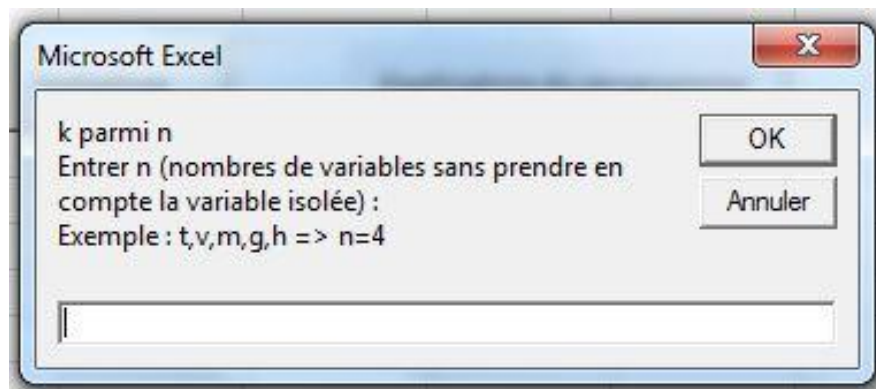 Microsoft Excel
k parmi n
Entrer n (nombres de variables sans prendre en
compte la variable isolée) :
Exemple : t,v,m,g,h => n=4
OK
Annuler